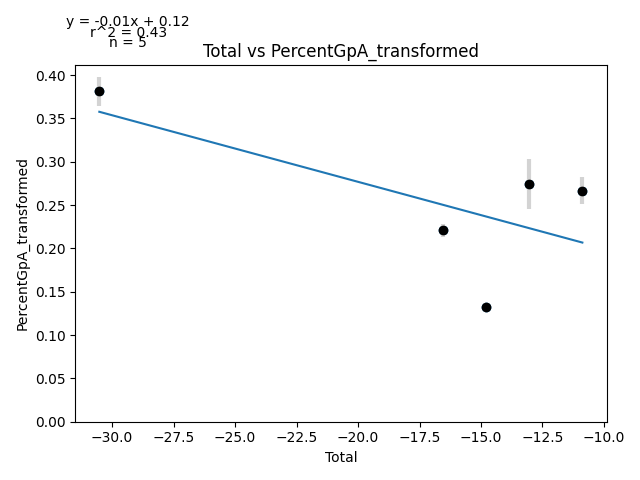 y = -0.01x + 0.12
r^2 = 0.43
n = 5
Total vs PercentGpA_transformed
PercentGpA_transformed
0.40
0.35
0.30
0.25
0.20
0.15
0.10
0.05
0.00
−30.0 −27.5 −25.0 −22.5 −20.0 −17.5 −15.0 −12.5 −10.0
Total